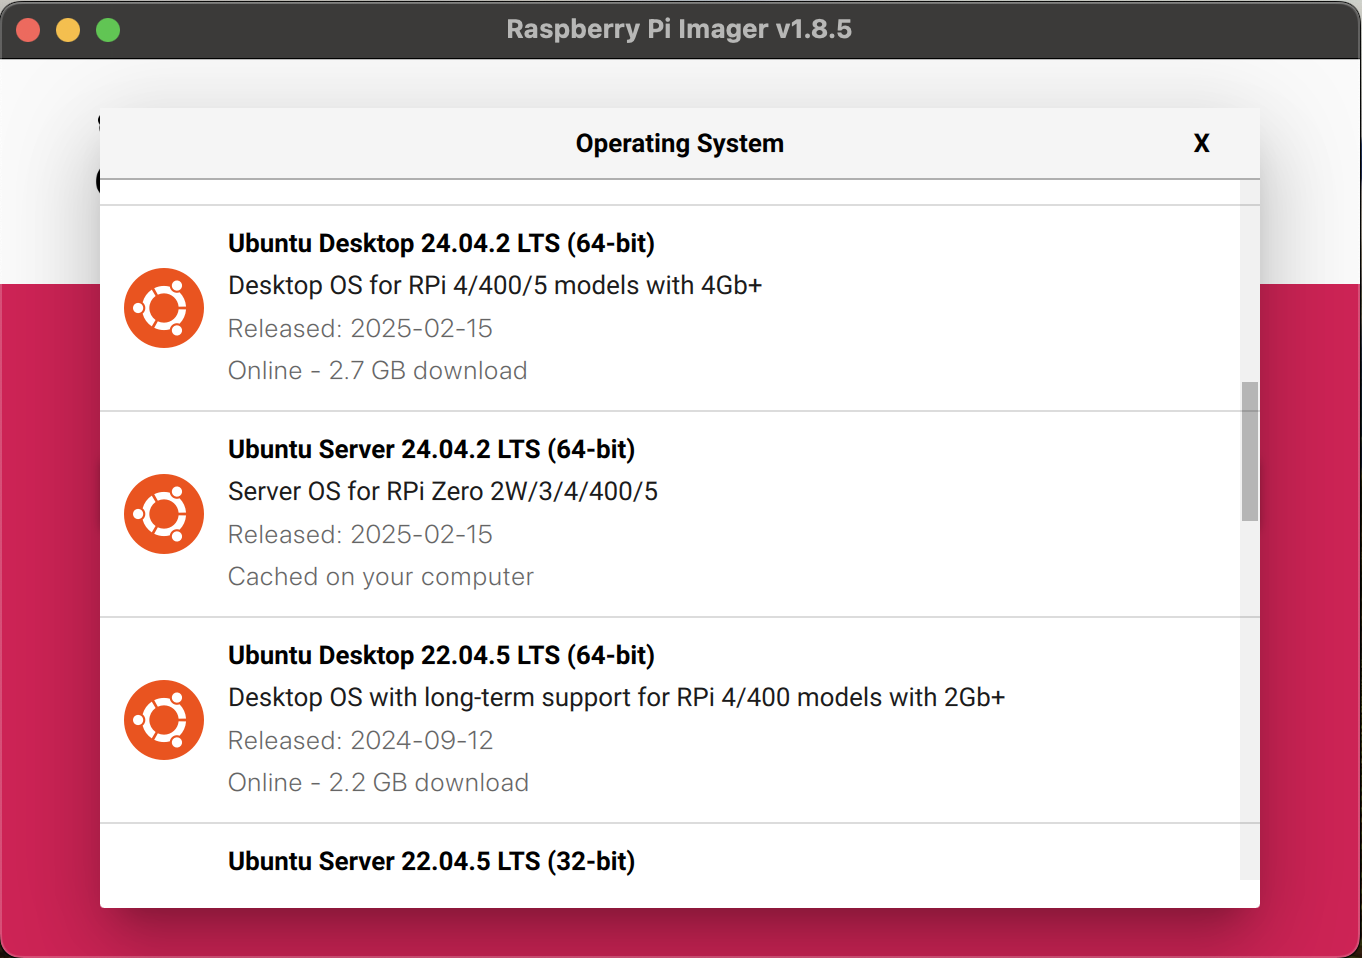 Raspberry Pi Imager v1.8.5
Operating System
X
Ubuntu Desktop 24.04.2 LTS (64-bit)
Desktop OS for RPi 4/400/5 models with 4Gb+
Released: 2025-02-15
Online - 2.7 GB download
Ubuntu Server 24.04.2 LTS (64-bit)
Server OS for RPi Zero 2W/3/4/400/5
Released: 2025-02-15
Cached on your computer
Ubuntu Desktop 22.04.5 LTS (64-bit)
Desktop OS with long-term support for RPi 4/400 models with 2Gb+
Released: 2024-09-12
Online - 2.2 GB download
Ubuntu Server 22.04.5 LTS (32-bit)